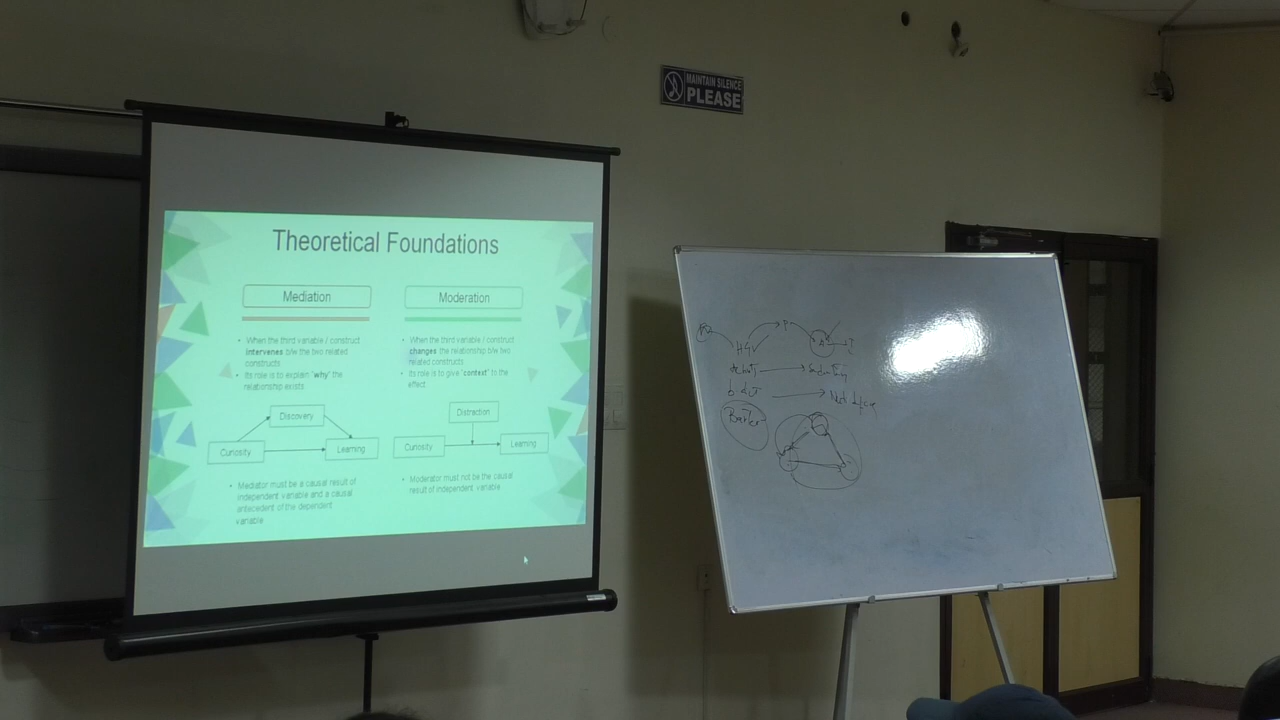 MAINTAIN SILENCE
PLEASE
Theoretical Foundations
Mediation
• When the third variable / construct
intervenes b/w the two related
constructs
• Its role is to explain "why" the
relationship exists
Discovery
Curiosity
Learning
• Mediator must be a causal result of
independent variable and a causal
antecedent of the dependent
variable
Moderation
• When the third variable / construct
changes the relationship b/w two
related constructs
• Its role is to give "context" to the
effect
Distraction
Curiosity
Learning
• Moderator must not be the causal
result of independent variable
P